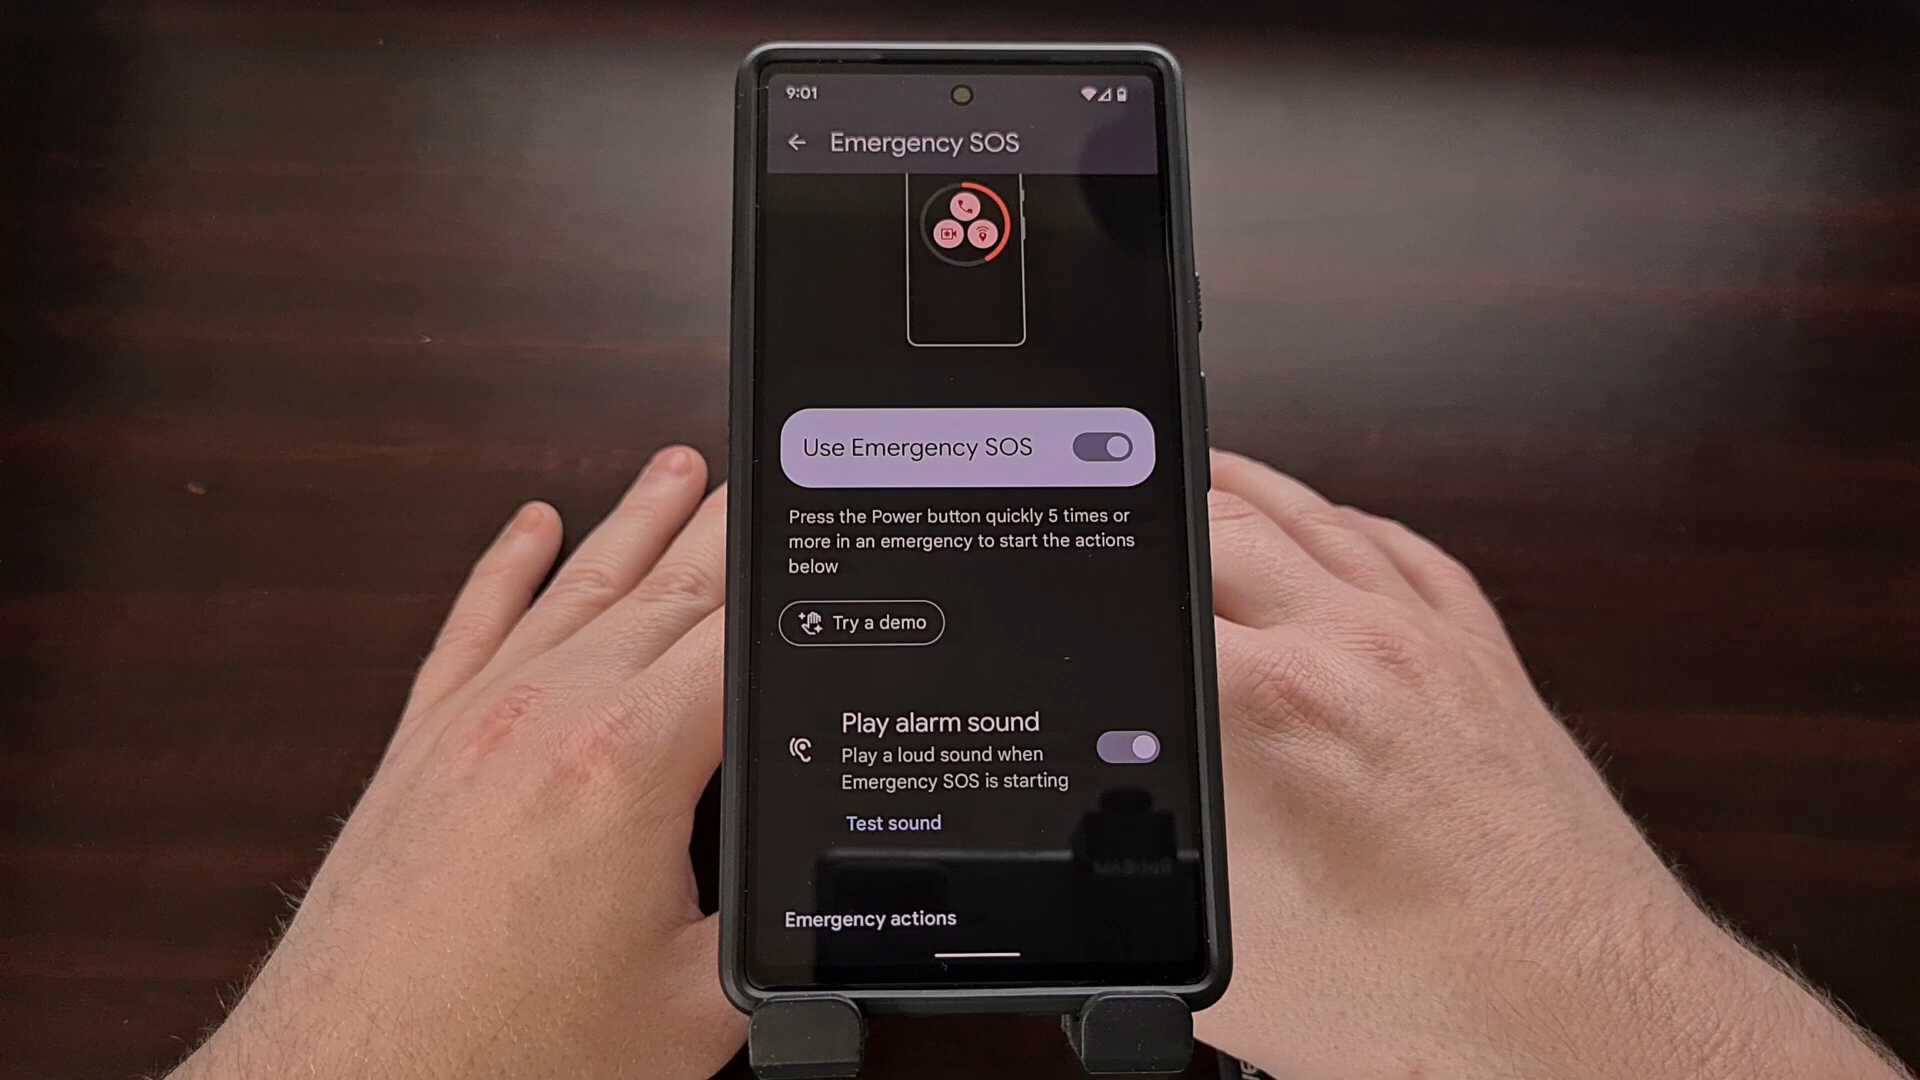 9:01
Emergency SOS
Use Emergency SOS
Press the Power button quickly 5 times or
more in an emergency to start the actions
below
Try a demo
Play alarm sound
Play a loud sound when
Emergency SOS is starting
Test sound
Emergency actions